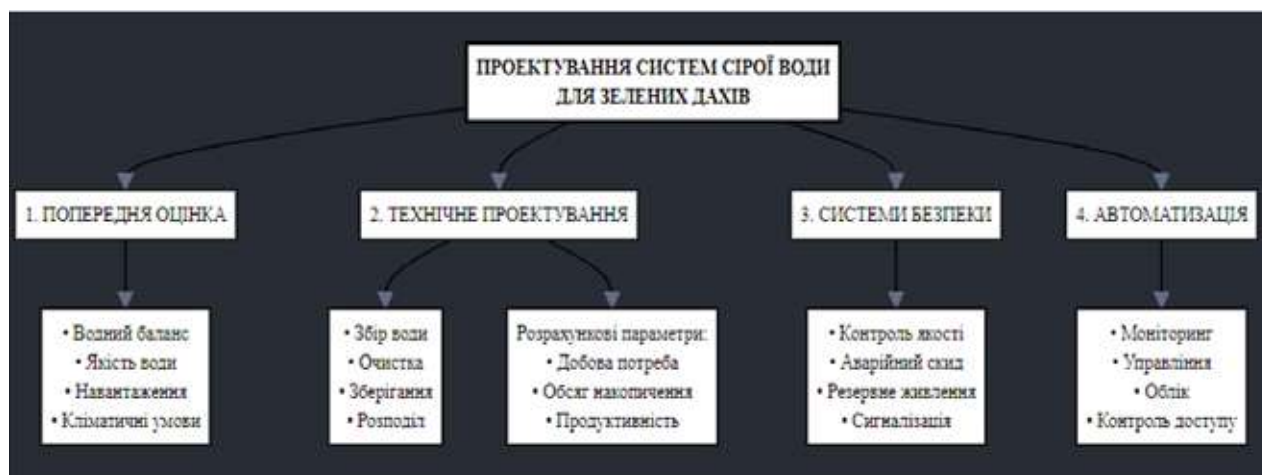 ПРОЕКТУВАННЯ СИСТЕМ СІРОЇ ВОДИ
ДЛЯ ЗЕЛЕНИХ ДАХІВ
1. ПОПЕРЕДНЯ ОЦІНКА
2. ТЕХНІЧНЕ ПРОЕКТУВАННЯ
3. СИСТЕМИ БЕЗПЕКИ
4. АВТОМАТИЗАЦІЯ
• Водний баланс
• Якість води
• Навантаження
• Кліматичні умови
• Збір води
• Очистка
• Зберігання
• Розподіл
Розрахункові параметри:
• Добова потреба
• Обсяг накопичення
• Продуктивність
• Контроль якості
• Аварійний скид
• Резервне живлення
• Сигналізація
• Моніторинг
• Управління
• Облік
• Контроль доступу